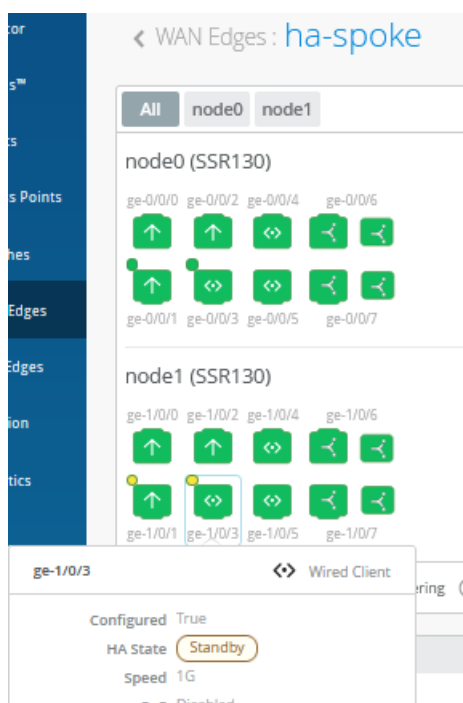 tor
< WAN Edges : ha-spoke
s™
All node0 node1
ts
node0 (SSR130)
s Points
ge-0/0/0 ge-0/0/2 ge-0/0/4 ge-0/0/6
hes
Edges
ge-0/0/1 ge-0/0/3 ge-0/0/5 ge-0/0/7
Edges
node1 (SSR130)
ion
ge-1/0/0 ge-1/0/2 ge-1/0/4 ge-1/0/6
tics
ge-1/0/1 ge-1/0/3 ge-1/0/5 ge-1/0/7
ge-1/0/3 Wired Client
ering
Configured True
HA State Standby
Speed 1G
Disabled